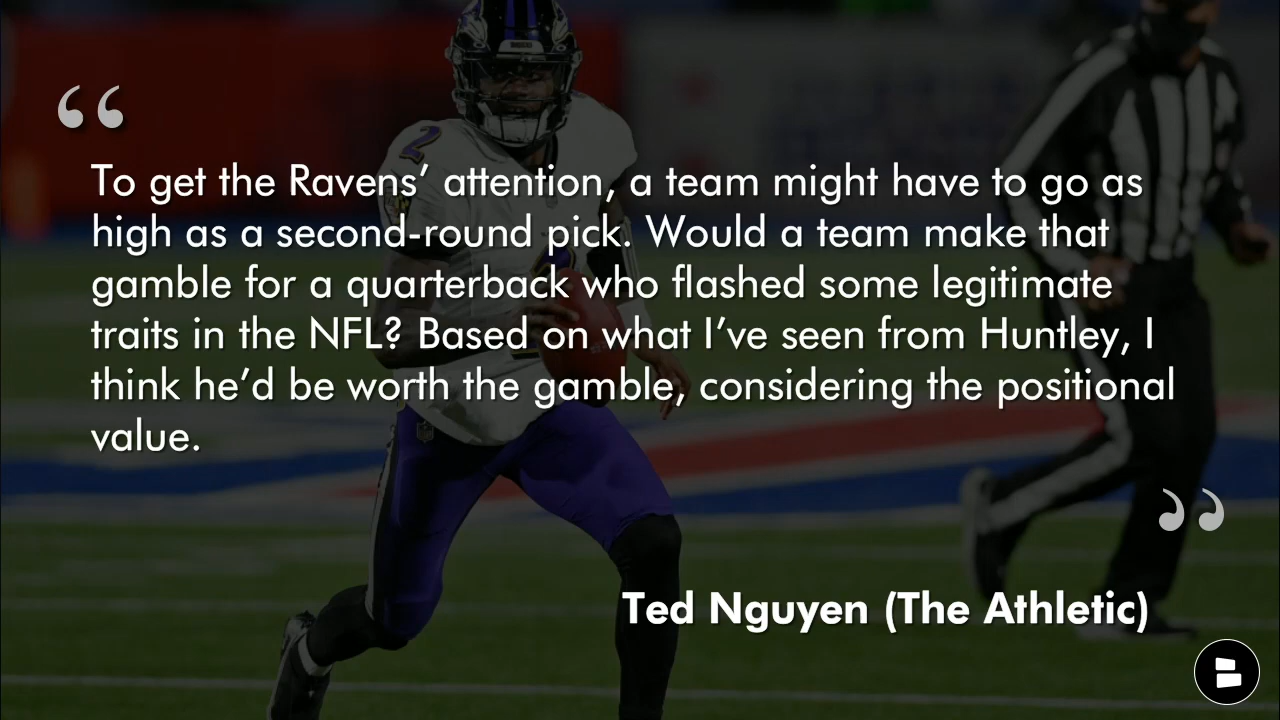 “
To get the Ravens’ attention, a team might have to go as
high as a second-round pick. Would a team make that
gamble for a quarterback who flashed some legitimate
traits in the NFL? Based on what I’ve seen from Huntley, I
think he’d be worth the gamble, considering the positional
value.
”
Ted Nguyen (The Athletic)
2
2